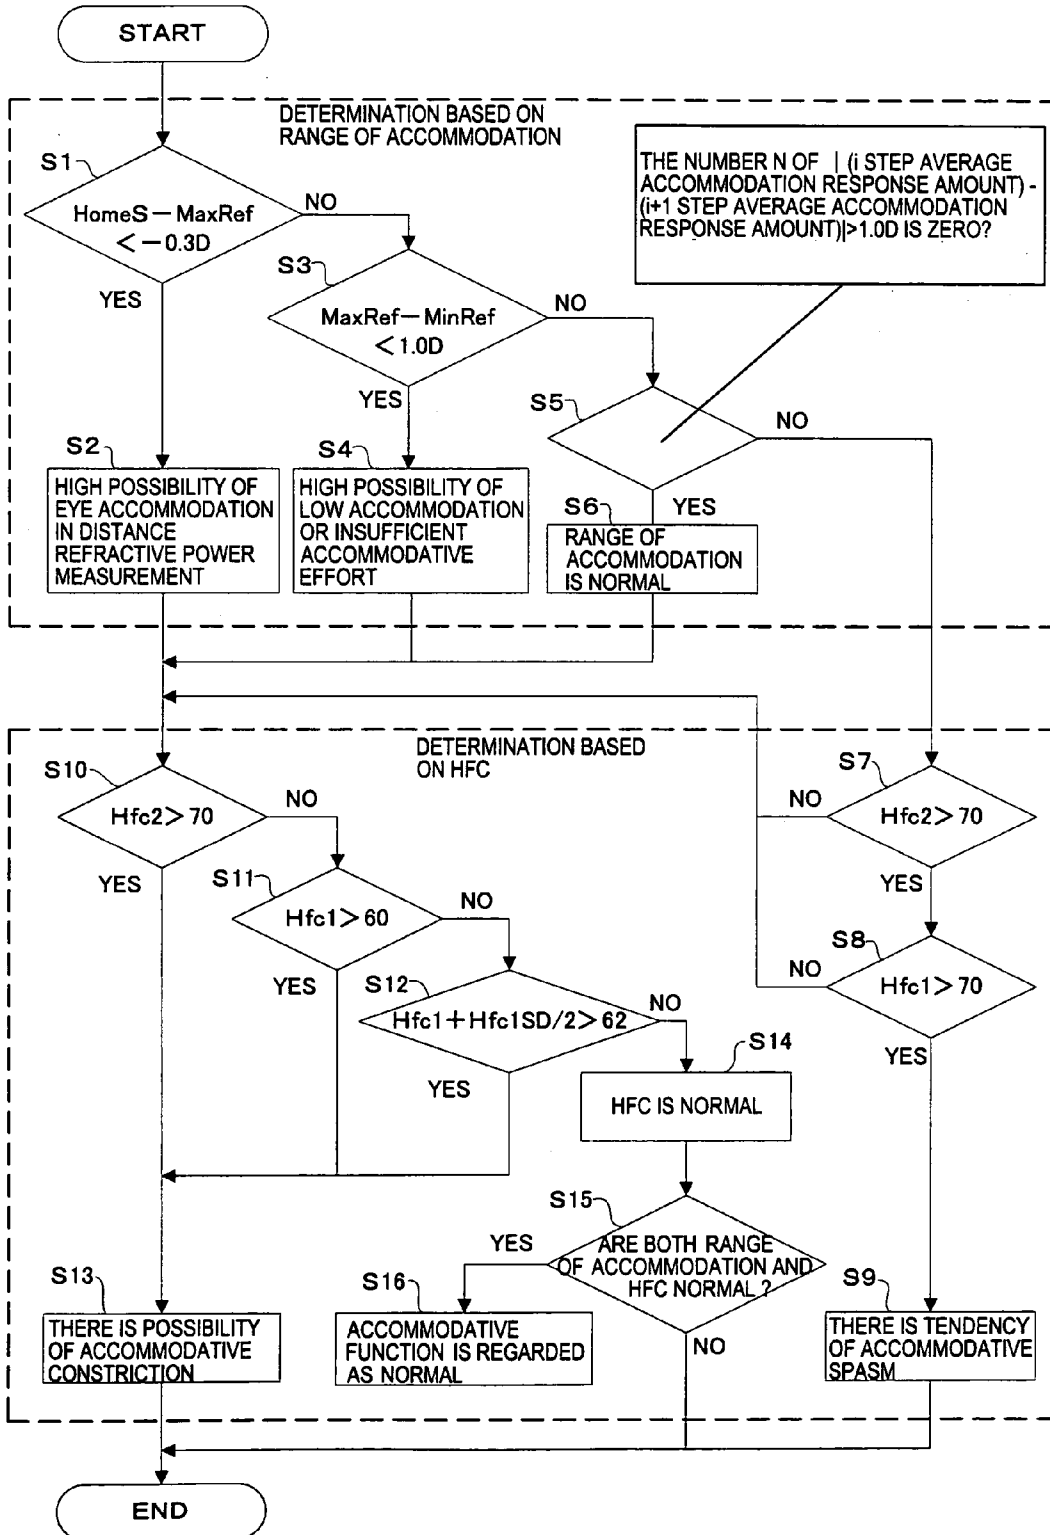 START
DETERMINATION BASED ON
RANGE OF ACCOMMODATION
THE NUMBER N OF | (i STEP AVERAGE
ACCOMMODATION RESPONSE AMOUNT) -
(i+1 STEP AVERAGE ACCOMMODATION
RESPONSE AMOUNT)|>1.0D IS ZERO?
S1
HomeS-MaxRef
<-0.3D
NO
YES
S3
MaxRef-MinRef
<1.0D
NO
YES
S5
NO
YES
S2
HIGH POSSIBILITY OF
EYE ACCOMMODATION
IN DISTANCE
REFRACTIVE POWER
MEASUREMENT
S4
HIGH POSSIBILITY OF
LOW ACCOMMODATION
OR INSUFFICIENT
ACCOMMODATIVE
EFFORT
S6
RANGE OF
ACCOMMODATION
IS NORMAL
DETERMINATION BASED
ON HFC
S10
Hfc2>70
NO
YES
S7
Hfc2>70
NO
YES
S11
Hfc1>60
NO
YES
S8
Hfc1>70
NO
YES
S12
Hfc1+Hfc1SD/2>62
NO
YES
S14
HFC IS NORMAL
S15
ARE BOTH RANGE
OF ACCOMMODATION AND
HFC NORMAL ?
YES
NO
S13
THERE IS POSSIBILITY
OF ACCOMMODATIVE
CONSTRICTION
S16
ACCOMMODATIVE
FUNCTION IS REGARDED
AS NORMAL
S9
THERE IS TENDENCY
OF ACCOMMODATIVE
SPASM
END